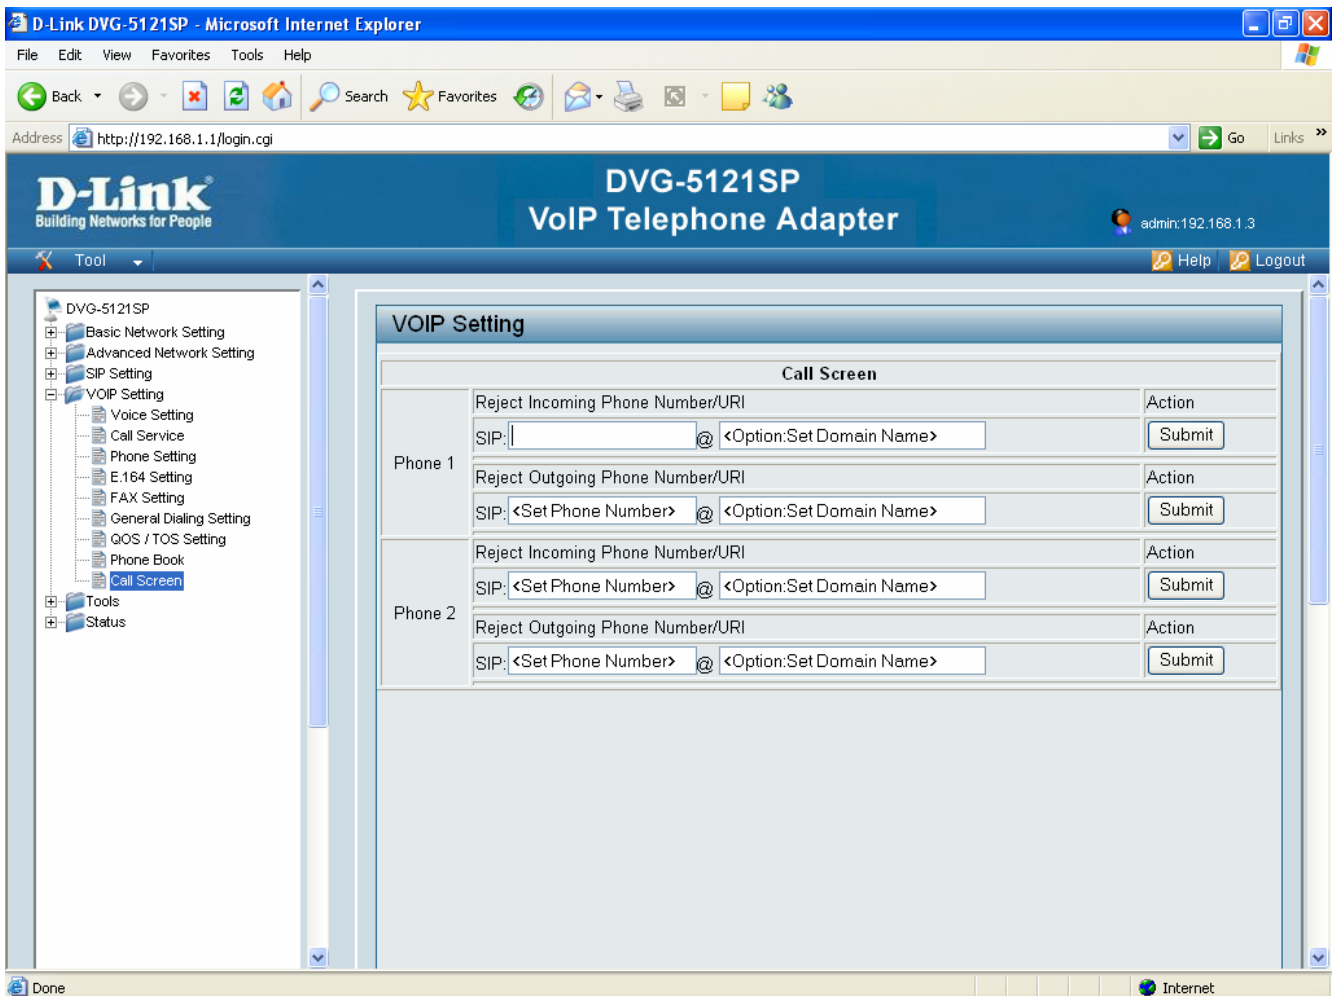 D-Link DVG-5121SP - Microsoft Internet Explorer
File Edit View Favorites Tools Help
Back Search Favorites
Address http://192.168.1.1/login.cgi Go Links »
D-Link®
Building Networks for People
DVG-5121SP
VoIP Telephone Adapter
admin:192.168.1.3
Tool Help Logout
DVG-5121SP
Basic Network Setting
Advanced Network Setting
SIP Setting
VOIP Setting
Voice Setting
Call Service
Phone Setting
E.164 Setting
FAX Setting
General Dialing Setting
QOS / TOS Setting
Phone Book
Call Screen
Tools
Status
VOIP Setting
Call Screen
Phone 1
Reject Incoming Phone Number/URI Action
SIP: @ <Option:Set Domain Name> Submit
Reject Outgoing Phone Number/URI Action
SIP: <Set Phone Number> @ <Option:Set Domain Name> Submit
Phone 2
Reject Incoming Phone Number/URI Action
SIP: <Set Phone Number> @ <Option:Set Domain Name> Submit
Reject Outgoing Phone Number/URI Action
SIP: <Set Phone Number> @ <Option:Set Domain Name> Submit
Done Internet